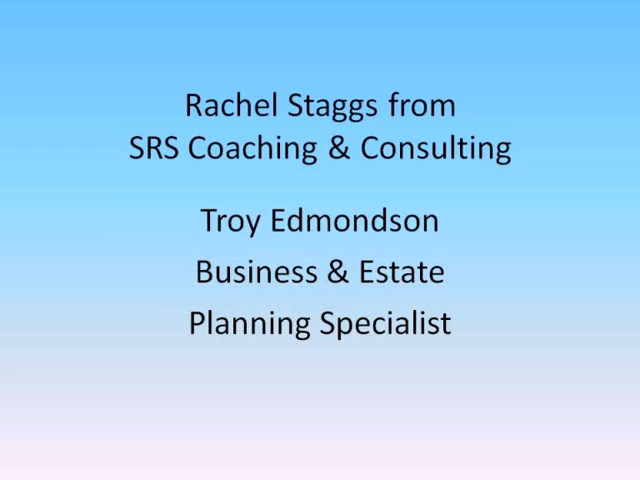 Rachel Staggs from
SRS Coaching & Consulting
Troy Edmondson
Business & Estate
Planning Specialist